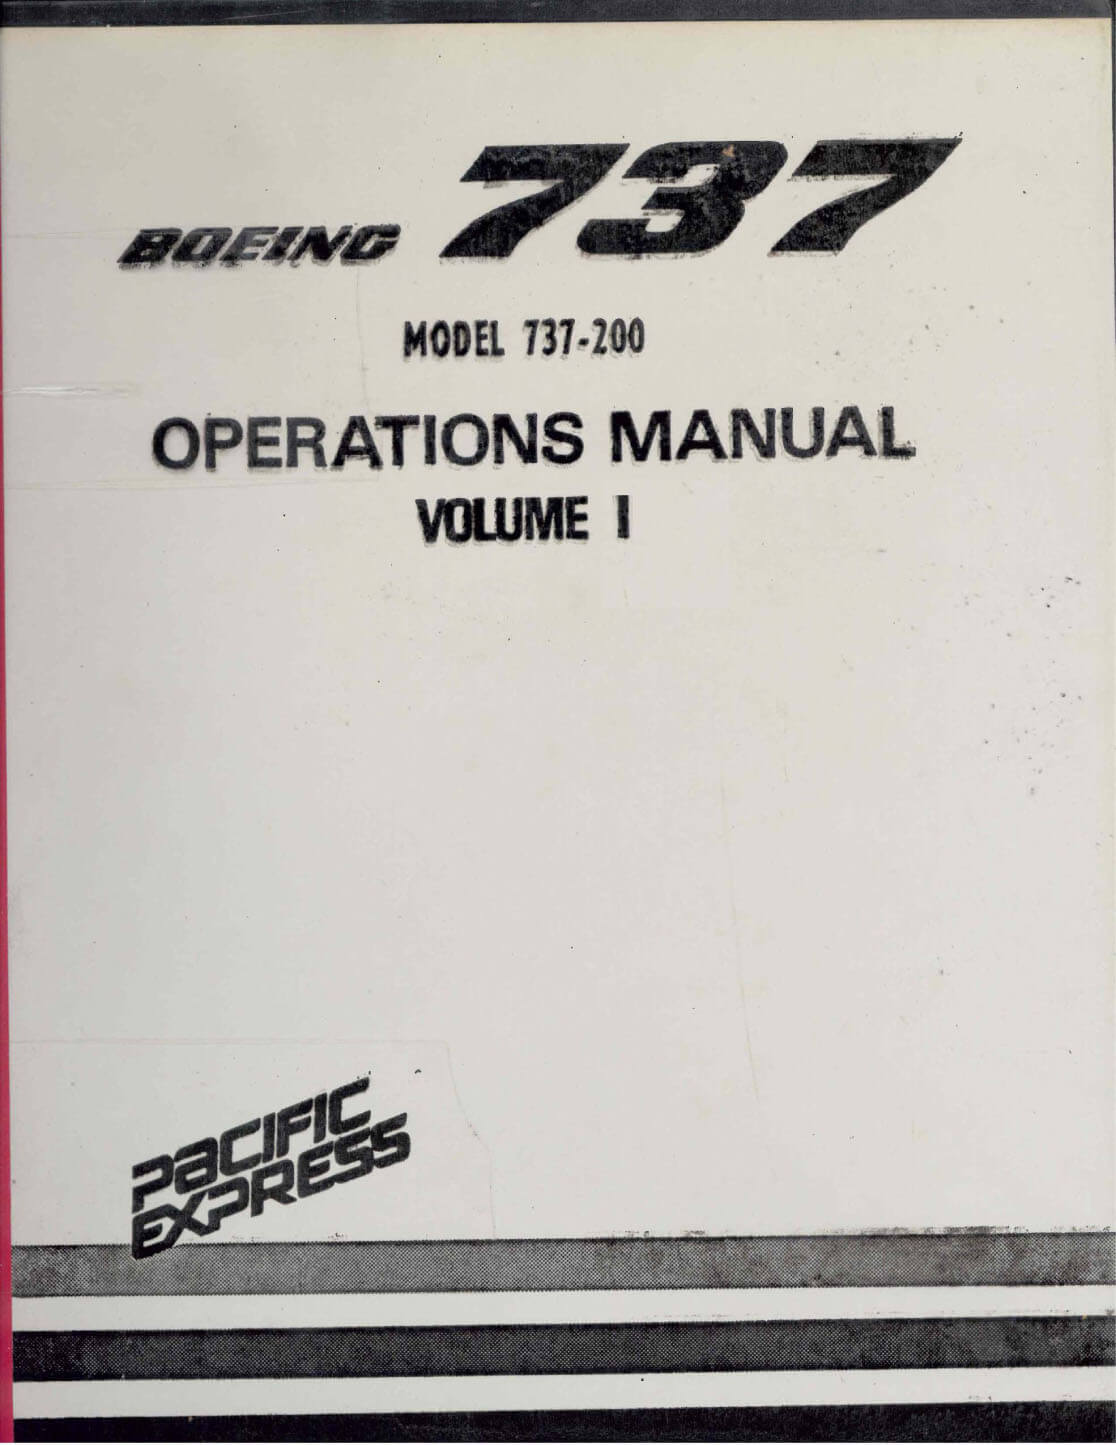 BOEING 737
MODEL 737-200
OPERATIONS MANUAL
VOLUME I
PACIFIC
EXPRESS